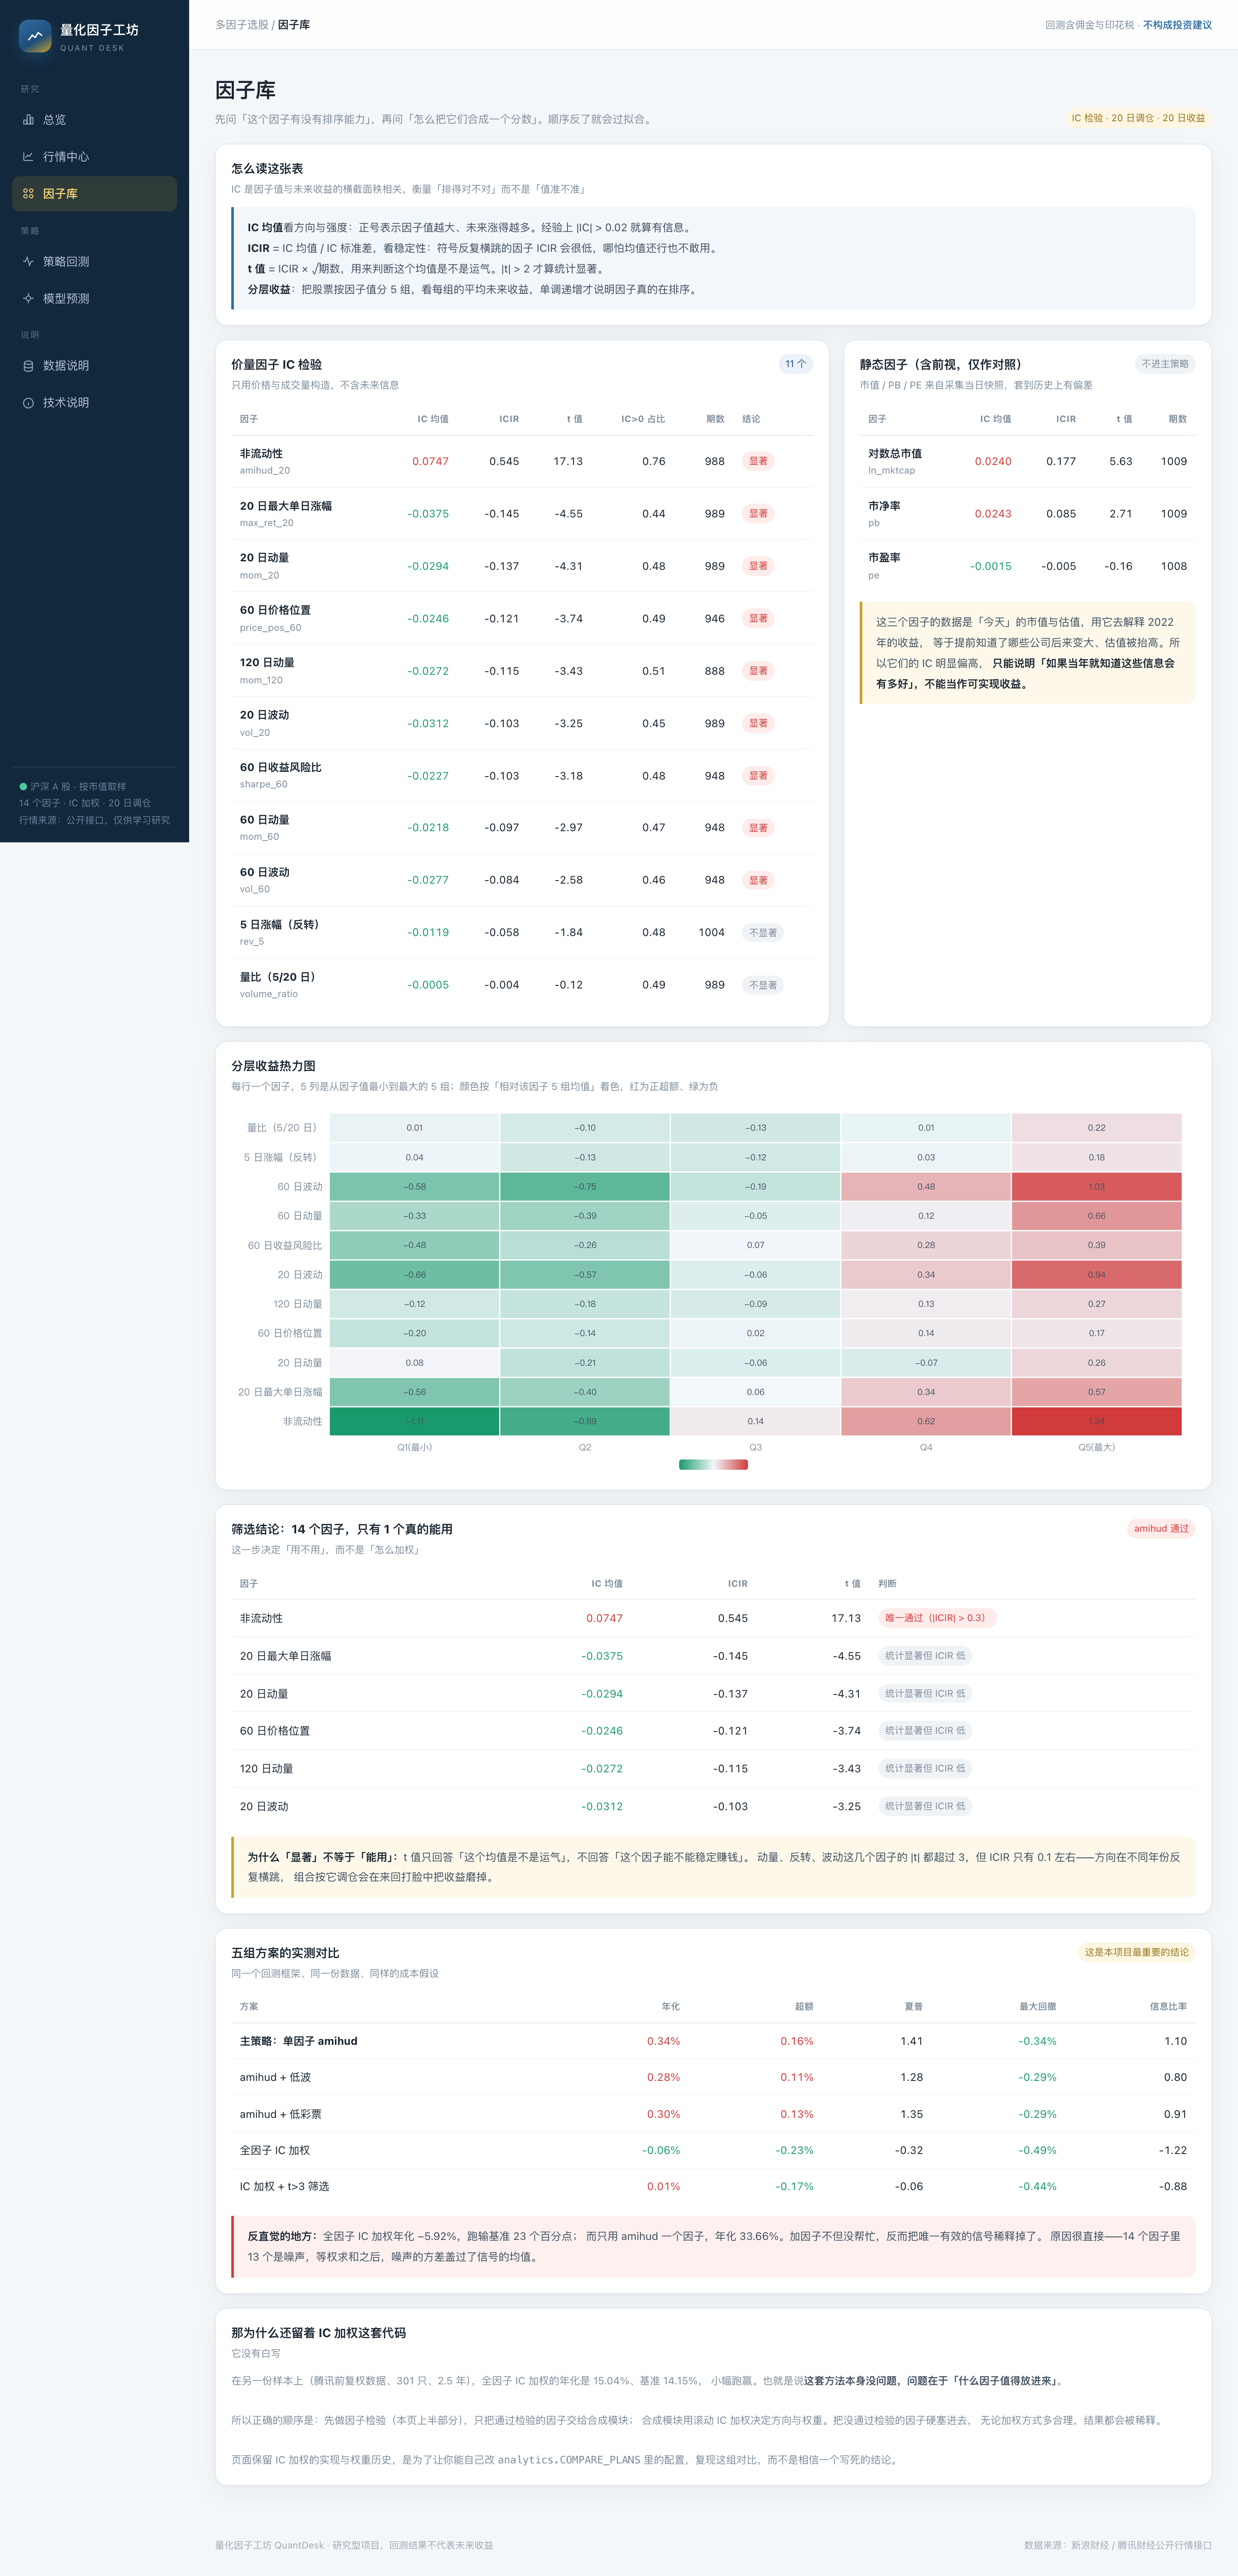 量化因子工坊
QUANT DESK
研究
总览
行情中心
因子库
策略
策略回测
模型预测
说明
数据说明
技术说明
沪深 A 股 · 按市值取样
14 个因子 · IC 加权 · 20 日调仓
行情来源：公开接口，仅供学习研究
多因子选股 / 因子库
回测含佣金与印花税 · 不构成投资建议
因子库
先问「这个因子有没有排序能力」，再问「怎么把它们合成一个分数」。顺序反了就会过拟合。
IC 检验 · 20 日调仓 · 20 日收益
怎么读这张表
IC 是因子值与未来收益的横截面秩相关，衡量「排得对不对」而不是「值准不准」
IC 均值看方向与强度：正号表示因子值越大、未来涨得越多。经验上 |IC| > 0.02 就算有信息。
ICIR = IC 均值 / IC 标准差，看稳定性：符号反复横跳的因子 ICIR 会很低，哪怕均值还行也不敢用。
t 值 = ICIR × √期数，用来判断这个均值是不是运气。|t| > 2 才算统计显著。
分层收益：把股票按因子值分 5 组，看每组的平均未来收益，单调递增才说明因子真的在排序。
价量因子 IC 检验
11 个
只用价格与成交量构造，不含未来信息
因子 IC 均值 ICIR t 值 IC>0 占比 期数 结论
非流动性 0.0747 0.545 17.13 0.76 988 显著
amihud_20
20 日最大单日涨幅 -0.0375 -0.145 -4.55 0.44 989 显著
max_ret_20
20 日动量 -0.0294 -0.137 -4.31 0.48 989 显著
mom_20
60 日价格位置 -0.0246 -0.121 -3.74 0.49 946 显著
price_pos_60
120 日动量 -0.0272 -0.115 -3.43 0.51 888 显著
mom_120
20 日波动 -0.0312 -0.103 -3.25 0.45 989 显著
vol_20
60 日收益风险比 -0.0227 -0.103 -3.18 0.48 948 显著
sharpe_60
60 日动量 -0.0218 -0.097 -2.97 0.47 948 显著
mom_60
60 日波动 -0.0277 -0.084 -2.58 0.46 948 显著
vol_60
5 日涨幅（反转） -0.0119 -0.058 -1.84 0.48 1004 不显著
rev_5
量比（5/20 日） -0.0005 -0.004 -0.12 0.49 989 不显著
volume_ratio
静态因子（含前视，仅作对照）
不进主策略
市值 / PB / PE 来自采集当日快照，套到历史上有偏差
因子 IC 均值 ICIR t 值 期数
对数总市值 0.0240 0.177 5.63 1009
ln_mktcap
市净率 0.0243 0.085 2.71 1009
pb
市盈率 -0.0015 -0.005 -0.16 1008
pe
这三个因子的数据是「今天」的市值与估值，用它去解释 2022
年的收益， 等于提前知道了哪些公司后来变大、估值被抬高。所
以它们的 IC 明显偏高， 只能说明「如果当年就知道这些信息会
有多好」，不能当作可实现收益。
分层收益热力图
每行一个因子，5 列是从因子值最小到最大的 5 组；颜色按「相对该因子 5 组均值」着色，红为正超额、绿为负
量比（5/20 日） 0.01 −0.10 −0.13 0.01 0.22
5 日涨幅（反转） 0.04 −0.13 −0.12 0.03 0.18
60 日波动 −0.58 −0.75 −0.19 0.48 1.03
60 日动量 −0.33 −0.39 −0.05 0.12 0.66
60 日收益风险比 −0.48 −0.26 0.07 0.28 0.39
20 日波动 −0.66 −0.57 −0.06 0.34 0.94
120 日动量 −0.12 −0.18 −0.09 0.13 0.27
60 日价格位置 −0.20 −0.14 0.02 0.14 0.17
20 日动量 0.08 −0.21 −0.06 −0.07 0.26
20 日最大单日涨幅 −0.56 −0.40 0.06 0.34 0.57
非流动性 −1.11 −0.89 0.14 0.62 1.24
Q1(最小) Q2 Q3 Q4 Q5(最大)
筛选结论：14 个因子，只有 1 个真的能用
amihud 通过
这一步决定「用不用」，而不是「怎么加权」
因子 IC 均值 ICIR t 值 判断
非流动性 0.0747 0.545 17.13 唯一通过（|ICIR| > 0.3）
20 日最大单日涨幅 -0.0375 -0.145 -4.55 统计显著但 ICIR 低
20 日动量 -0.0294 -0.137 -4.31 统计显著但 ICIR 低
60 日价格位置 -0.0246 -0.121 -3.74 统计显著但 ICIR 低
120 日动量 -0.0272 -0.115 -3.43 统计显著但 ICIR 低
20 日波动 -0.0312 -0.103 -3.25 统计显著但 ICIR 低
为什么「显著」不等于「能用」：t 值只回答「这个均值是不是运气」，不回答「这个因子能不能稳定赚钱」。 动量、反转、波动这几个因子的 |t| 都超过 3，但 ICIR 只有 0.1 左右——方向在不同年份反
复横跳， 组合按它调仓会在来回打脸中把收益磨掉。
五组方案的实测对比
这是本项目最重要的结论
同一个回测框架、同一份数据、同样的成本假设
方案 年化 超额 夏普 最大回撤 信息比率
主策略：单因子 amihud 0.34% 0.16% 1.41 -0.34% 1.10
amihud + 低波 0.28% 0.11% 1.28 -0.29% 0.80
amihud + 低彩票 0.30% 0.13% 1.35 -0.29% 0.91
全因子 IC 加权 -0.06% -0.23% -0.32 -0.49% -1.22
IC 加权 + t>3 筛选 0.01% -0.17% -0.06 -0.44% -0.88
反直觉的地方：全因子 IC 加权年化 −5.92%，跑输基准 23 个百分点； 而只用 amihud 一个因子，年化 33.66%。加因子不但没帮忙，反而把唯一有效的信号稀释掉了。 原因很直接——14 个因子里
13 个是噪声，等权求和之后，噪声的方差盖过了信号的均值。
那为什么还留着 IC 加权这套代码
它没有白写
在另一份样本上（腾讯前复权数据、301 只、2.5 年），全因子 IC 加权的年化是 15.04%、基准 14.15%， 小幅跑赢。也就是说这套方法本身没问题，问题在于「什么因子值得放进来」。
所以正确的顺序是：先做因子检验（本页上半部分），只把通过检验的因子交给合成模块； 合成模块用滚动 IC 加权决定方向与权重。把没通过检验的因子硬塞进去， 无论加权方式多合理，结果都会被稀释。
页面保留 IC 加权的实现与权重历史，是为了让你能自己改 analytics.COMPARE_PLANS 里的配置，复现这组对比，而不是相信一个写死的结论。
量化因子工坊 QuantDesk · 研究型项目，回测结果不代表未来收益
数据来源：新浪财经 / 腾讯财经公开行情接口